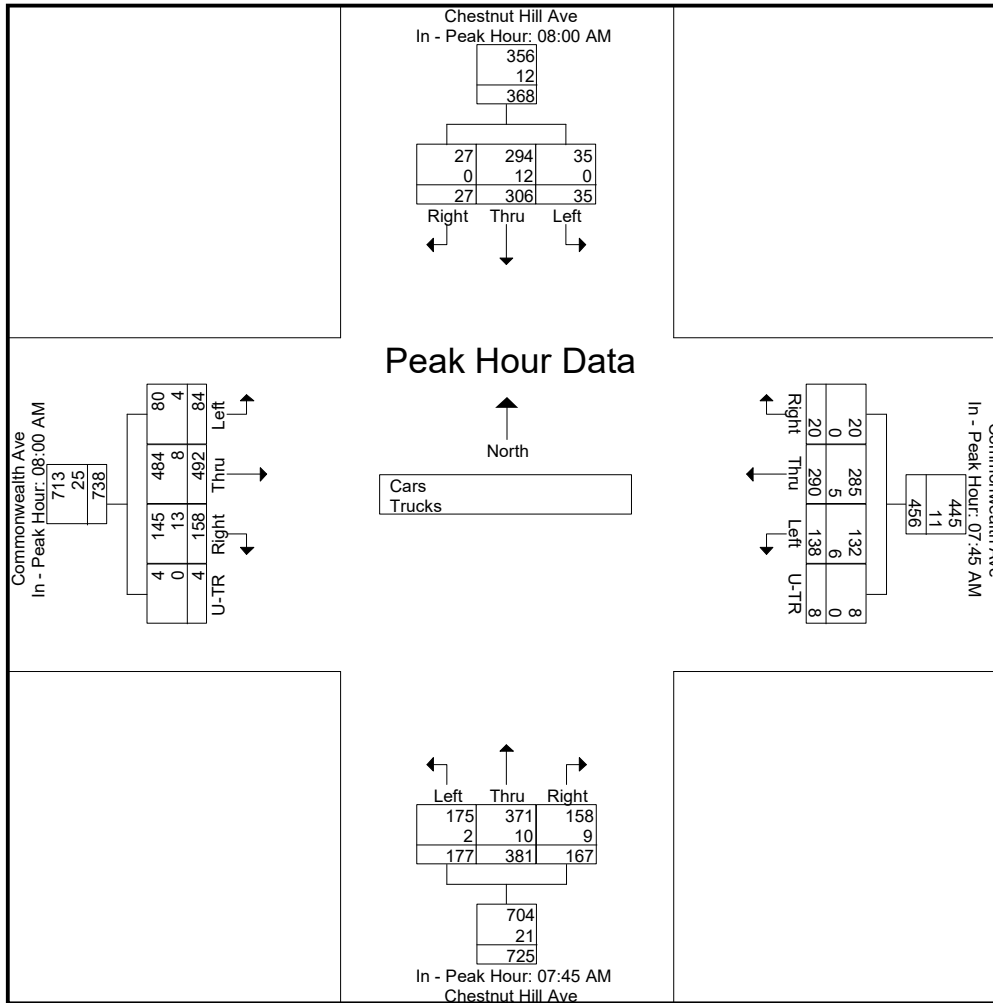 Chestnut Hill Ave
In - Peak Hour: 08:00 AM
356
12
368
27 294 35
0 12 0
27 306 35
Right Thru Left
Peak Hour Data
North
Cars
Trucks
Commonwealth Ave
In - Peak Hour: 08:00 AM
713
25
738
80 4 84 Left
484 8 492 Thru
145 13 158 Right
4 0 4 U-TR
Right 20 0 20
Thru 290 5 285
Left 138 6 132
U-TR 8 0 8
445
11
456
In - Peak Hour: 07:45 AM
Commonwealth Ave
Left Thru Right
175 371 158
2 10 9
177 381 167
704
21
725
In - Peak Hour: 07:45 AM
Chestnut Hill Ave